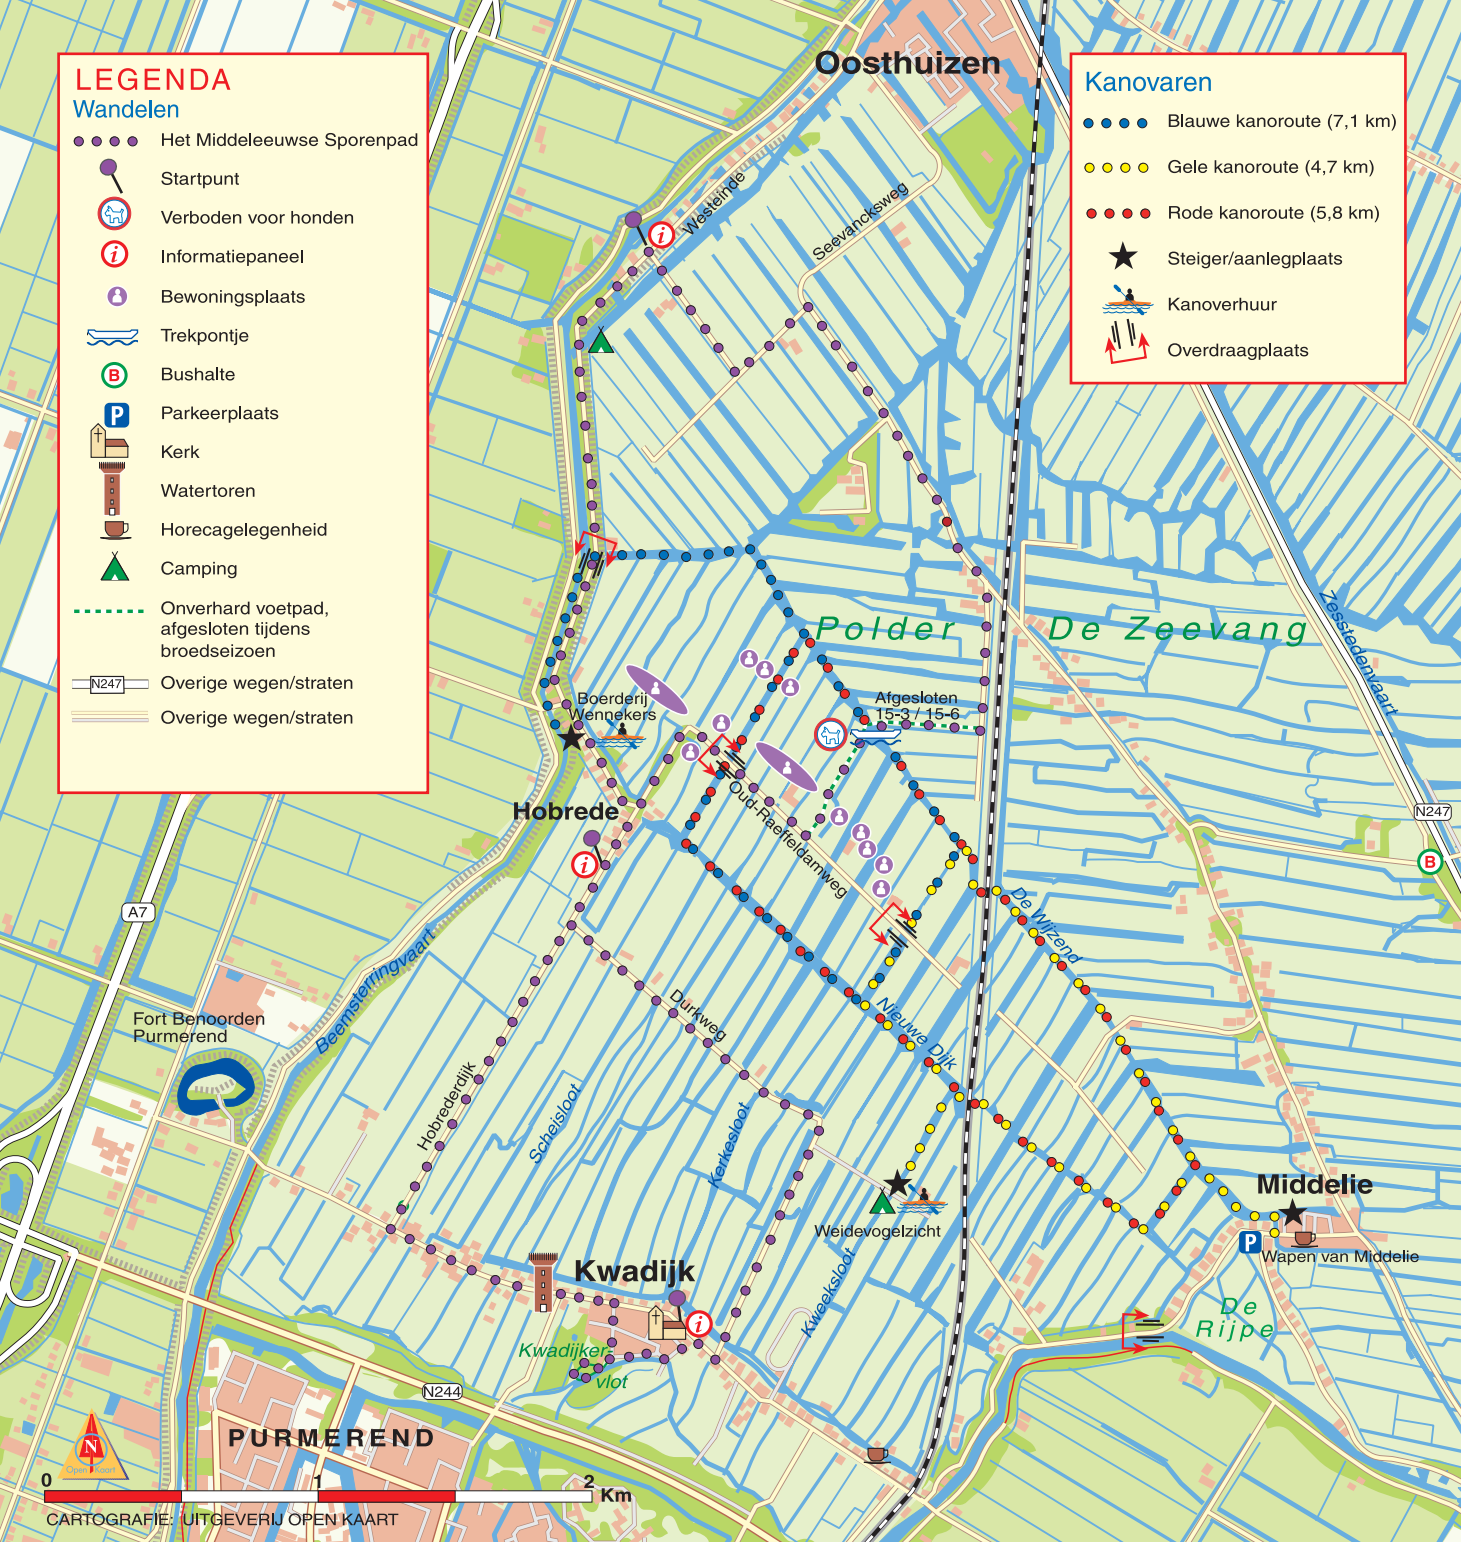 LEGENDA
Wandelen
Het Middeleeuwse Sporenpad
Startpunt
Verboden voor honden
i Informatiepaneel
Bewoningsplaats
Trekpontje
B Bushalte
P Parkeerplaats
Kerk
Watertoren
Horecagelegenheid
Camping
Onverhard voetpad,
afgesloten tijdens
broedseizoen
N247 Overige wegen/straten
Overige wegen/straten
Kanovaren
Blauwe kanoroute (7,1 km)
Gele kanoroute (4,7 km)
Rode kanoroute (5,8 km)
Steiger/aanlegplaats
Kanoverhuur
Overdraagplaats
Oosthuizen
Westeinde
i
Seevancksweg
Polder De Zeevang
Zesstedenvaart
Boerderij
Wennekers
Afgesloten
15-3 / 15-6
Hobrede
i
Oud-Raeffeldamweg
N247
B
A7
De Wijzend
Beemsterringvaart
Fort Benoorden
Purmerend
Durkweg
Nieuwe Dijk
Hobrederdijk
Scheisloot
Kerkesloot
Middelie
P
Wapen van Middelie
Weidevogelzicht
Kweeksloot
Kwadijk
i
De
Rijpe
Kwadijker-
vlot
N244
PURMEREND
N
Open Kaart
0 1 2 Km
CARTOGRAFIE: UITGEVERIJ OPEN KAART